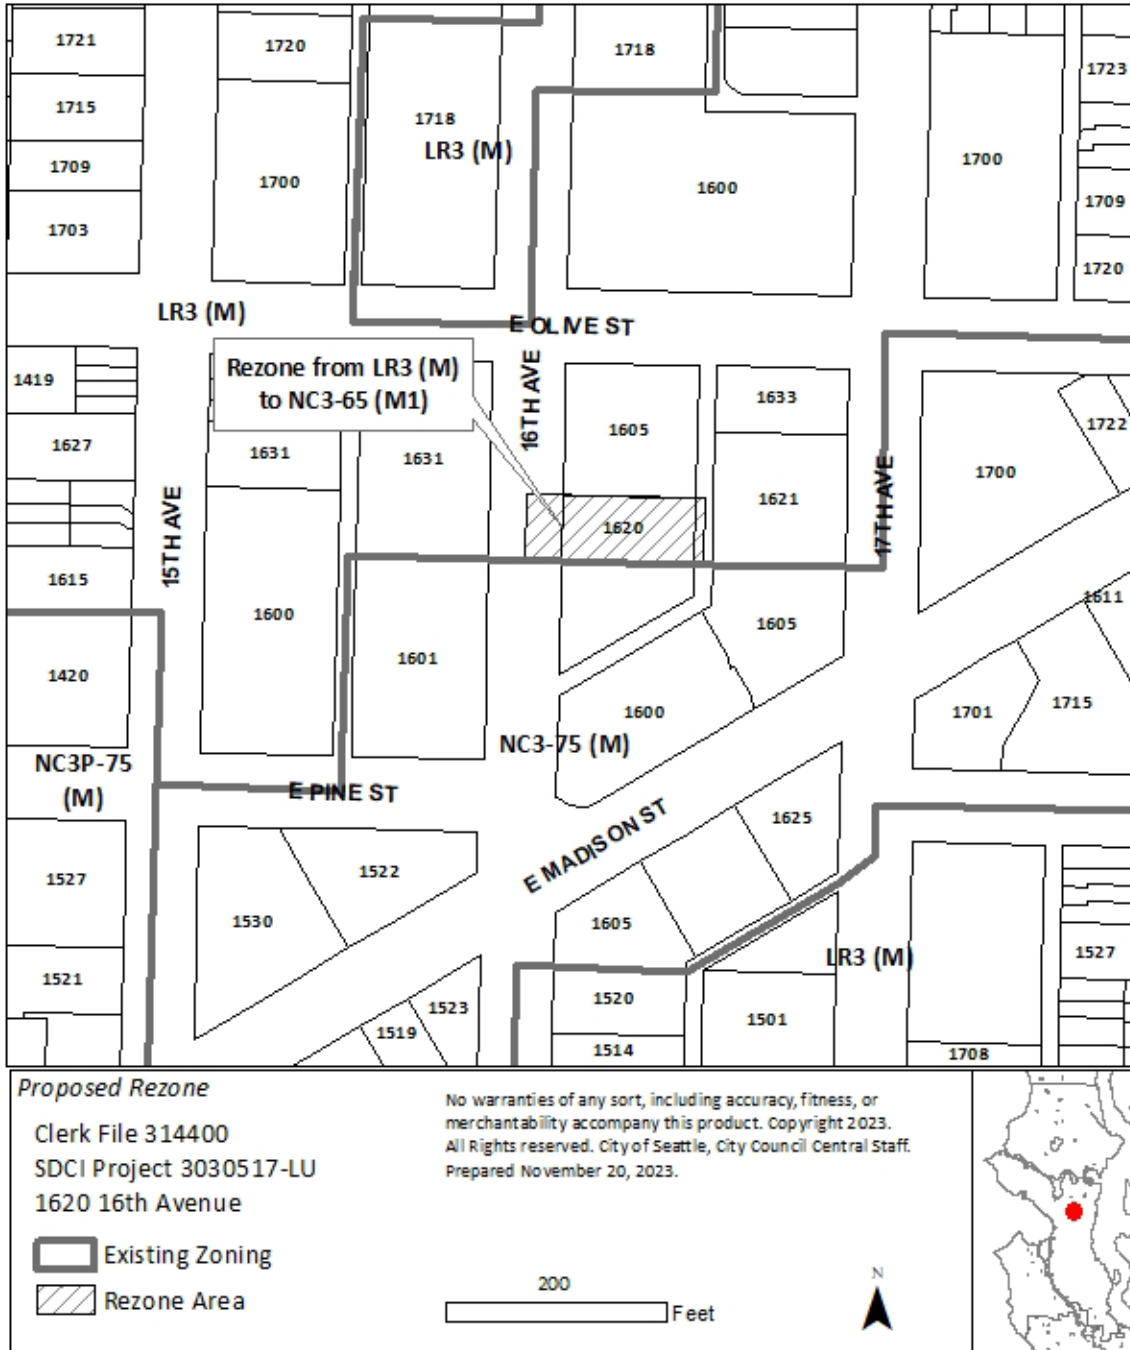 1721
1720
1718
1718
1723
1715
1709
1703
1700
LR3 (M)
1600
1700
1709
1720
LR3 (M)
E OLIVE ST
Rezone from LR3 (M)
to NC3-65 (M1)
16TH AVE
1419
1627
1631
1631
1605
1633
1621
1722
1700
15TH AVE
1620
17TH AVE
1615
1600
1601
1605
1611
1420
1600
1701
1715
NC3P-75
(M)
NC3-75 (M)
E PINE ST
E MADISON ST
1625
1527
1522
1530
1605
1521
1523
1519
1520
1514
1501
LR3 (M)
1527
1708
Proposed Rezone
Clerk File 314400
SDCI Project 3030517-LU
1620 16th Avenue
Existing Zoning
Rezone Area
No warranties of any sort, including accuracy, fitness, or
merchantability accompany this product. Copyright 2023.
All Rights reserved. City of Seattle, City Council Central Staff.
Prepared November 20, 2023.
200
Feet
N